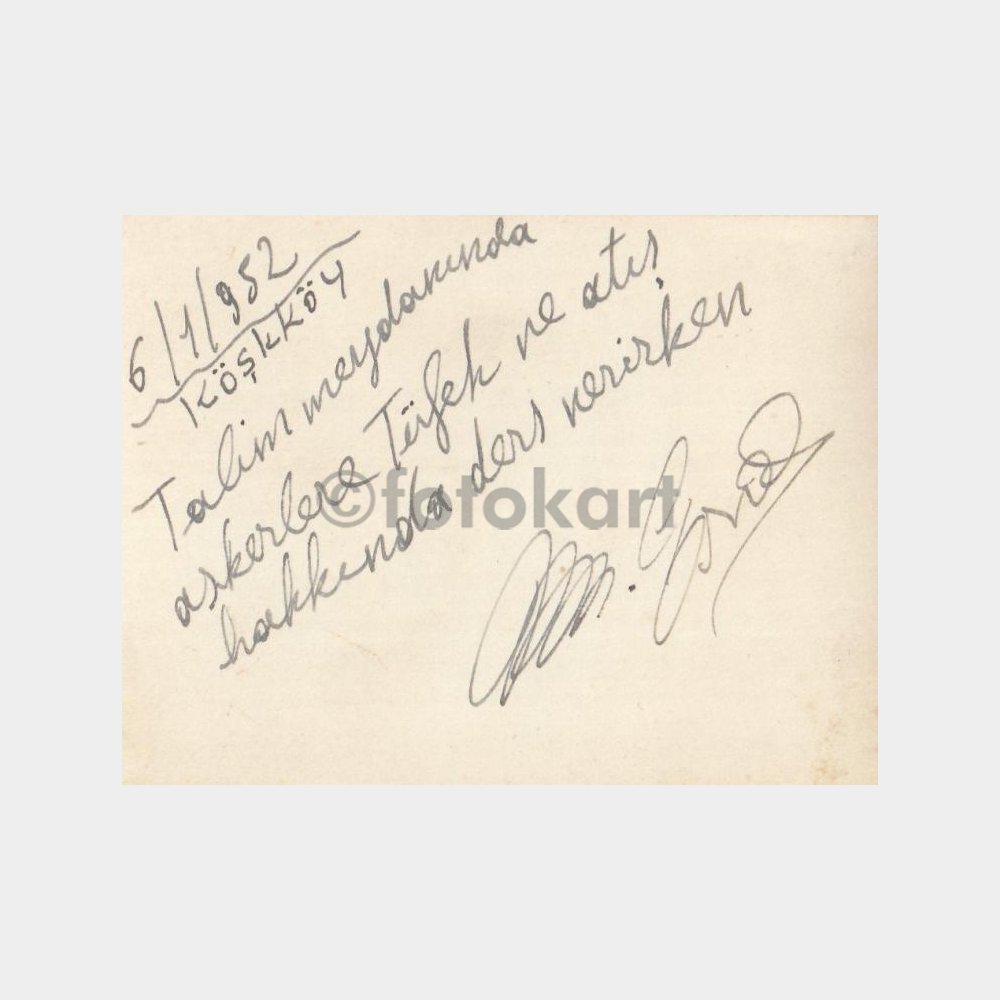 6/1/952
KÖŞKKÖY
Talim meydanında
askerlere Tüfek ve atış
hakkında ders verirken
M.
©fotokart